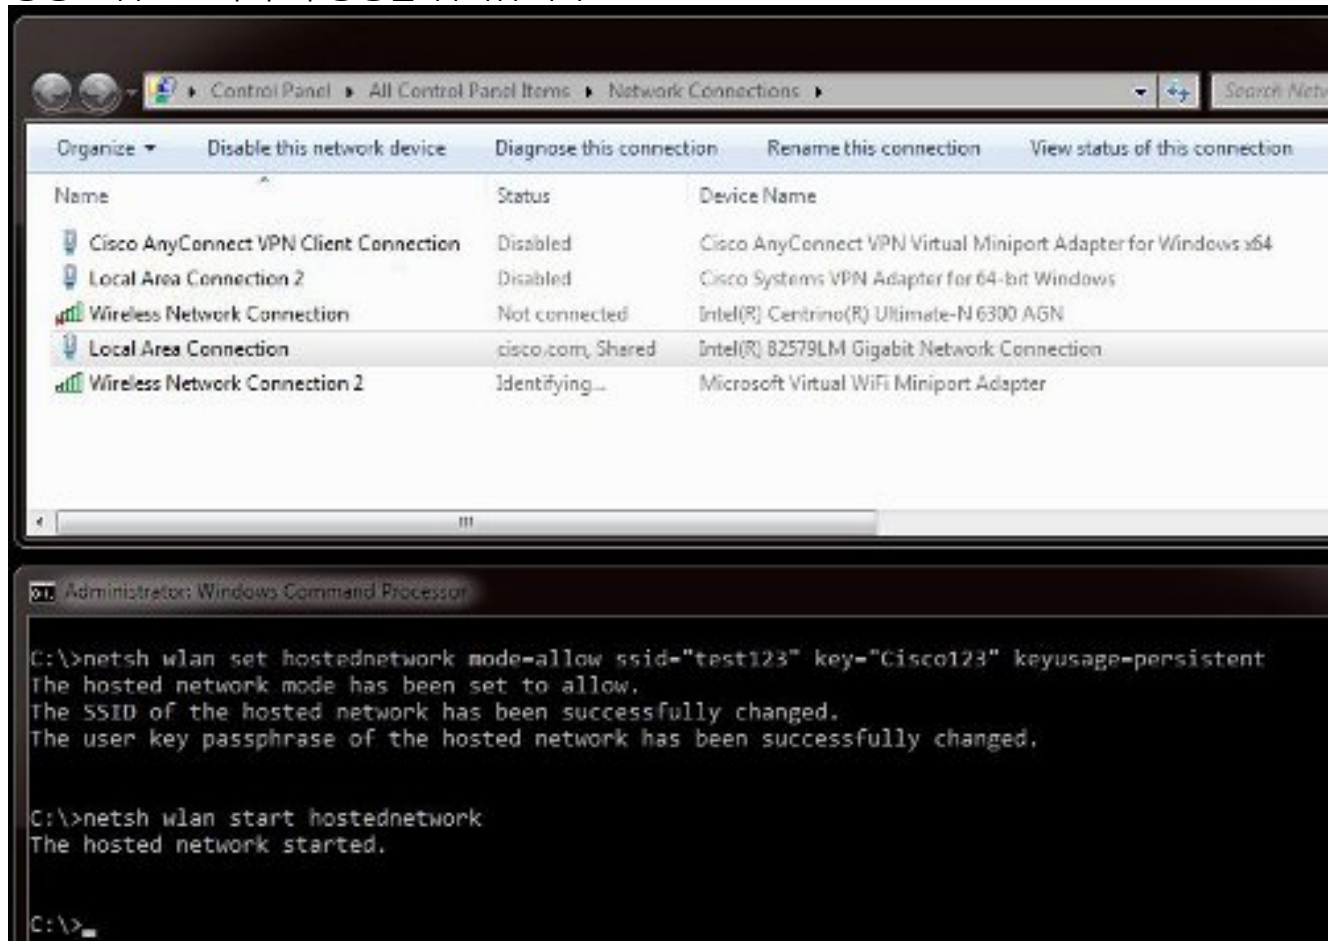 Control Panel ▸ All Control Panel Items ▸ Network Connections ▸
Search Netw
Organize ▾ Disable this network device Diagnose this connection Rename this connection View status of this connection
Name Status Device Name
Cisco AnyConnect VPN Client Connection Disabled Cisco AnyConnect VPN Virtual Miniport Adapter for Windows x64
Local Area Connection 2 Disabled Cisco Systems VPN Adapter for 64-bit Windows
Wireless Network Connection Not connected Intel(R) Centrino(R) Ultimate-N 6300 AGN
Local Area Connection cisco.com, Shared Intel(R) 82579LM Gigabit Network Connection
Wireless Network Connection 2 Identifying... Microsoft Virtual WiFi Miniport Adapter
Administrator: Windows Command Processor
C:\>netsh wlan set hostednetwork mode=allow ssid="test123" key="Cisco123" keyusage=persistent
The hosted network mode has been set to allow.
The SSID of the hosted network has been successfully changed.
The user key passphrase of the hosted network has been successfully changed.
C:\>netsh wlan start hostednetwork
The hosted network started.
C:\>_